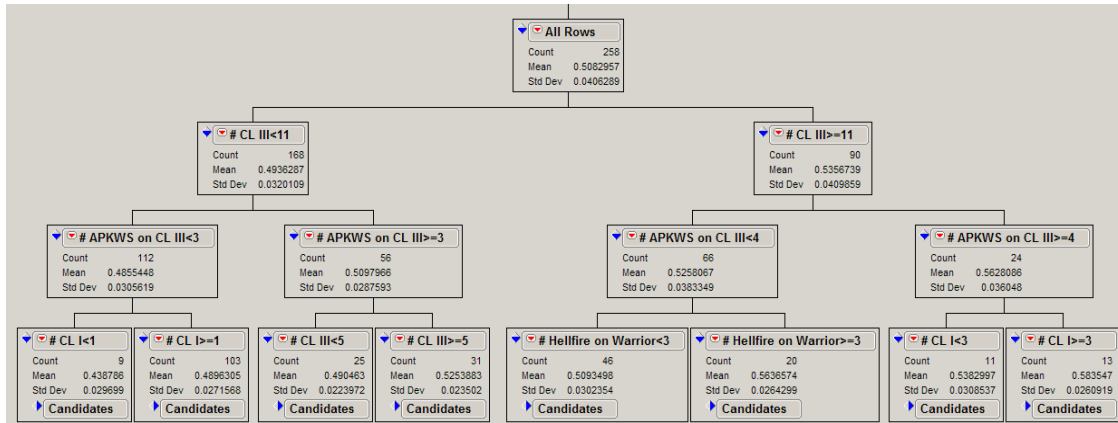 All Rows
Count 258
Mean 0.5082957
Std Dev 0.0406289
# CL III<11
Count 168
Mean 0.4936287
Std Dev 0.0320109
# CL III>=11
Count 90
Mean 0.5356739
Std Dev 0.0409859
# APKWS on CL III<3
Count 112
Mean 0.4855448
Std Dev 0.0305619
# APKWS on CL III>=3
Count 56
Mean 0.5097966
Std Dev 0.0287593
# APKWS on CL III<4
Count 66
Mean 0.5258067
Std Dev 0.0383349
# APKWS on CL III>=4
Count 24
Mean 0.5628086
Std Dev 0.036048
# CL I<1
Count 9
Mean 0.438786
Std Dev 0.029699
Candidates
# CL I>=1
Count 103
Mean 0.4896305
Std Dev 0.0271568
Candidates
# CL III<5
Count 25
Mean 0.490463
Std Dev 0.0223972
Candidates
# CL III>=5
Count 31
Mean 0.5253883
Std Dev 0.023502
Candidates
# Hellfire on Warrior<3
Count 46
Mean 0.5093498
Std Dev 0.0302354
Candidates
# Hellfire on Warrior>=3
Count 20
Mean 0.5636574
Std Dev 0.0264299
Candidates
# CL I<3
Count 11
Mean 0.5382997
Std Dev 0.0308537
Candidates
# CL I>=3
Count 13
Mean 0.583547
Std Dev 0.0260919
Candidates